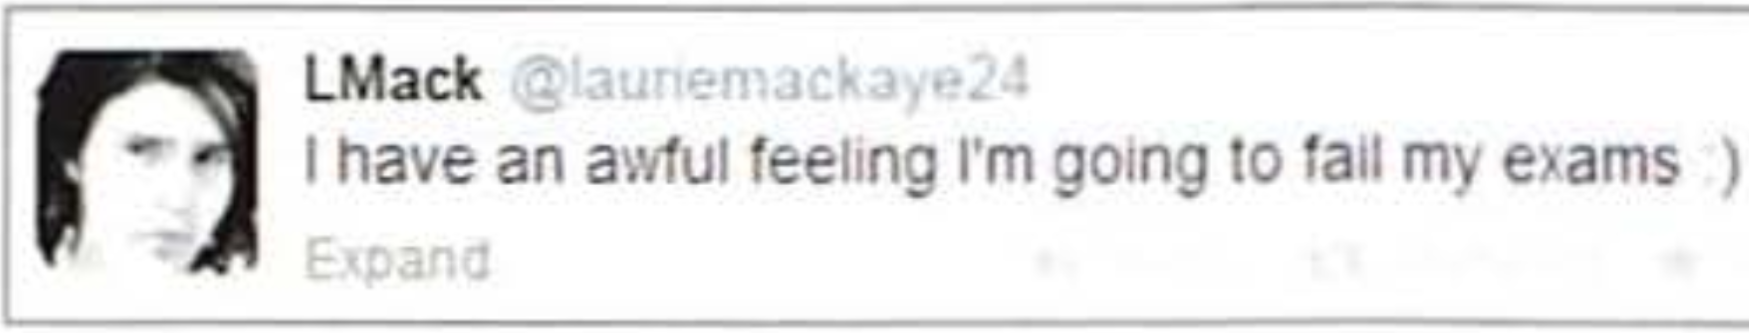 LMack @lauriemackaye24
I have an awful feeling I'm going to fail my exams :)
Expand